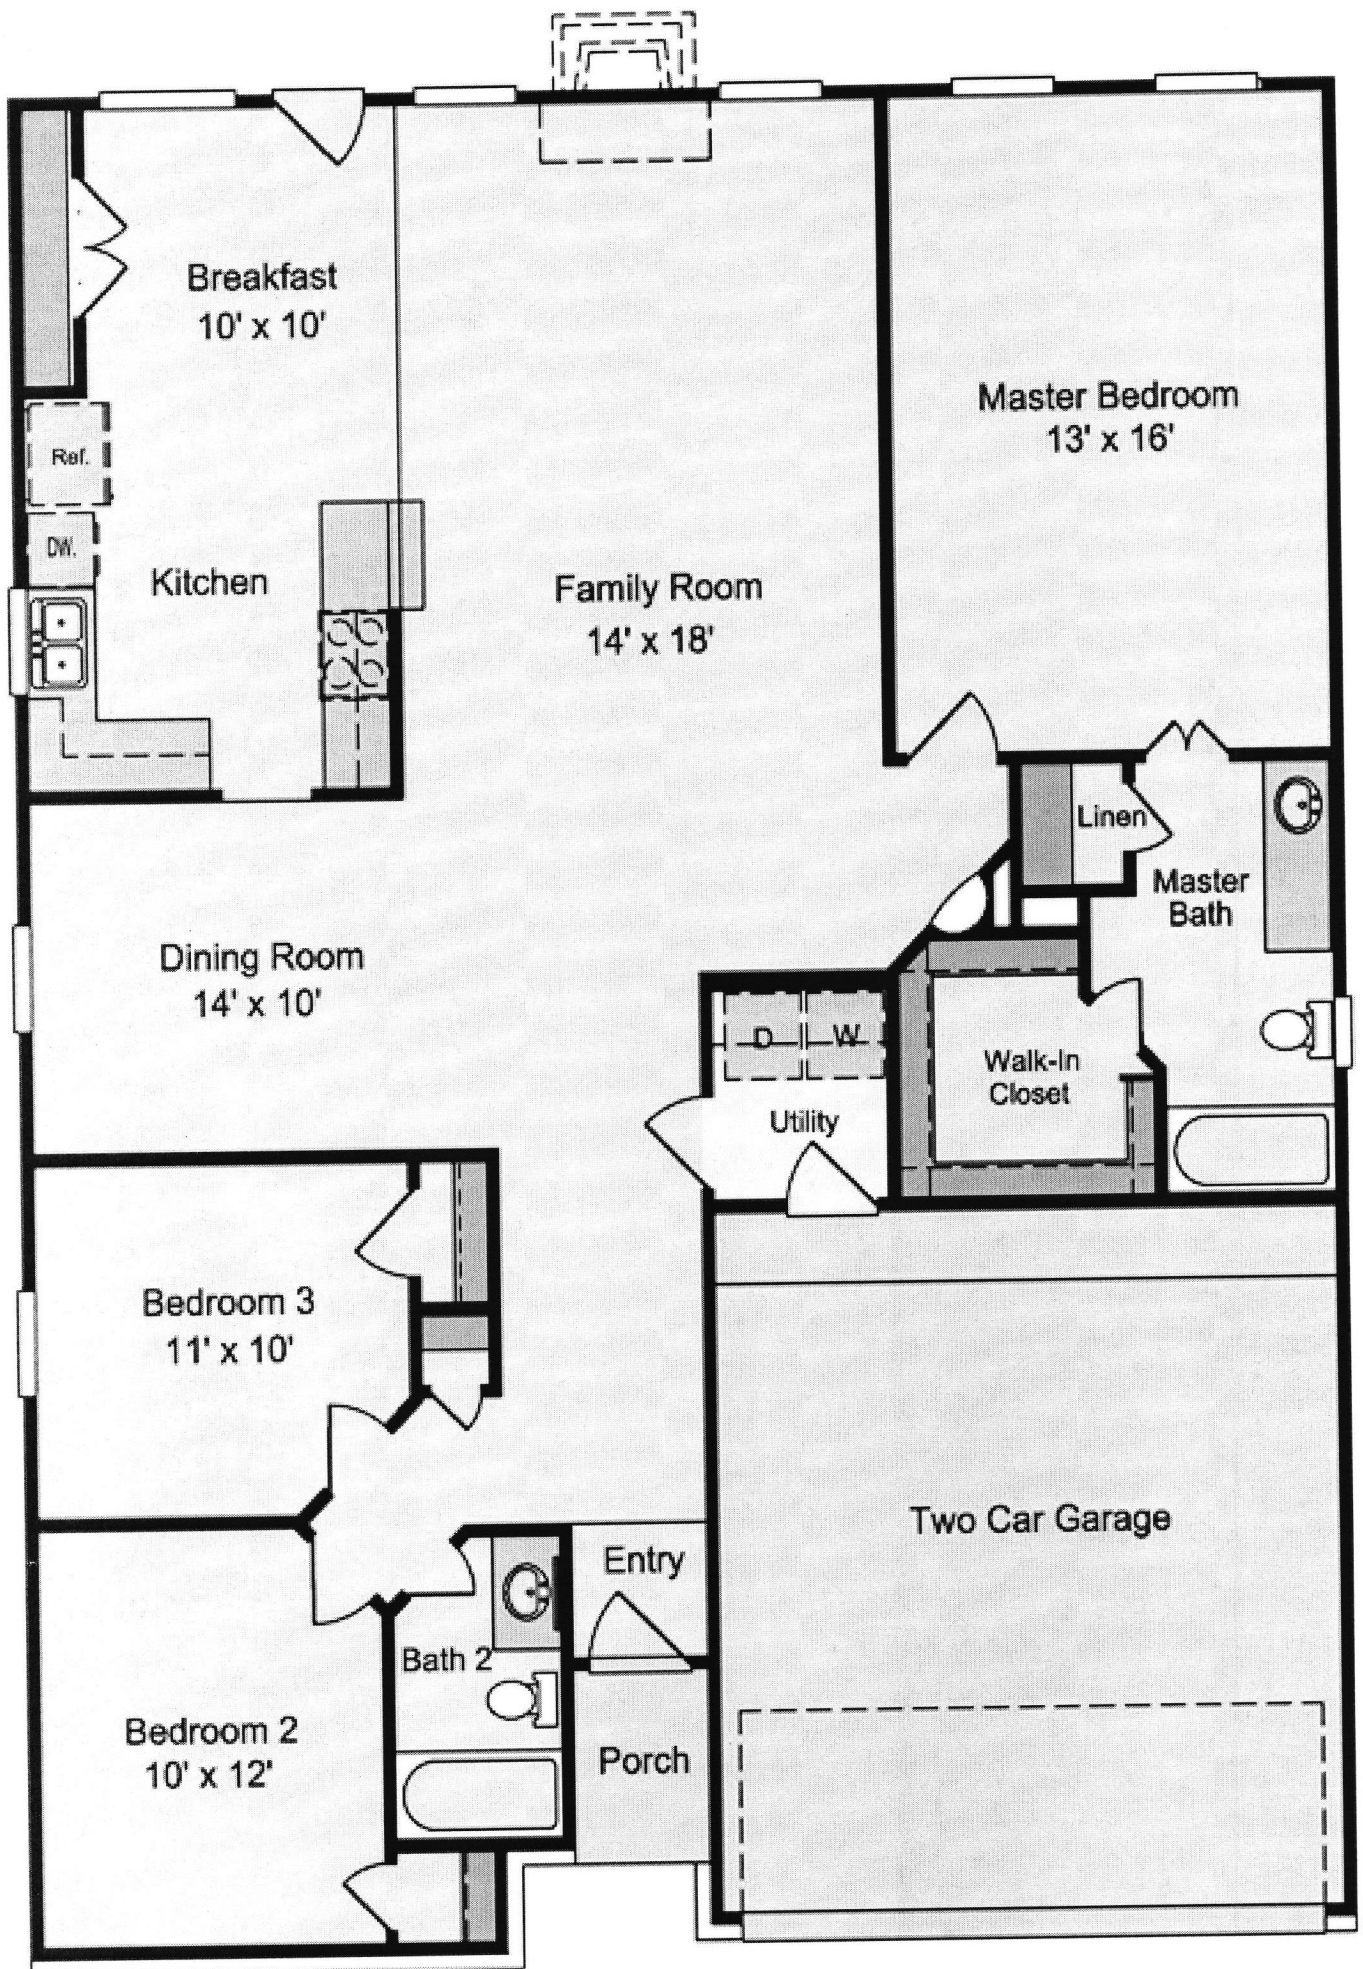 Breakfast
10' x 10'
Master Bedroom
13' x 16'
Ref.
DW.
Kitchen
Family Room
14' x 18'
Linen
Master
Bath
Dining Room
14' x 10'
D
W
Walk-In
Closet
Utility
Bedroom 3
11' x 10'
Two Car Garage
Entry
Bath 2
Bedroom 2
10' x 12'
Porch